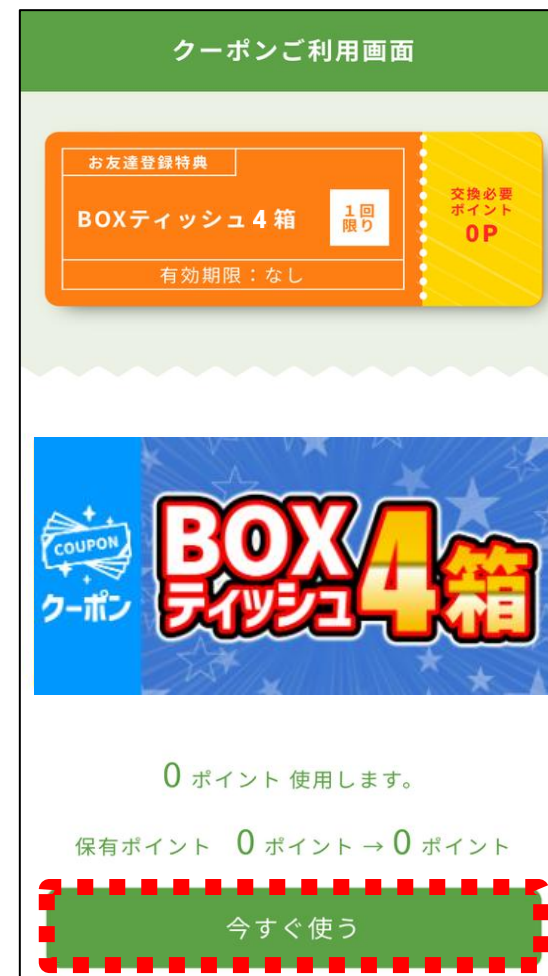 クーポンご利用画面
お友達登録特典
BOXティッシュ4箱
1回
限り
有効期限：なし
交換必要
ポイント
0P
COUPON
クーポン
BOX
ティッシュ4箱
0 ポイント 使用します。
保有ポイント 0 ポイント → 0 ポイント
今すぐ使う